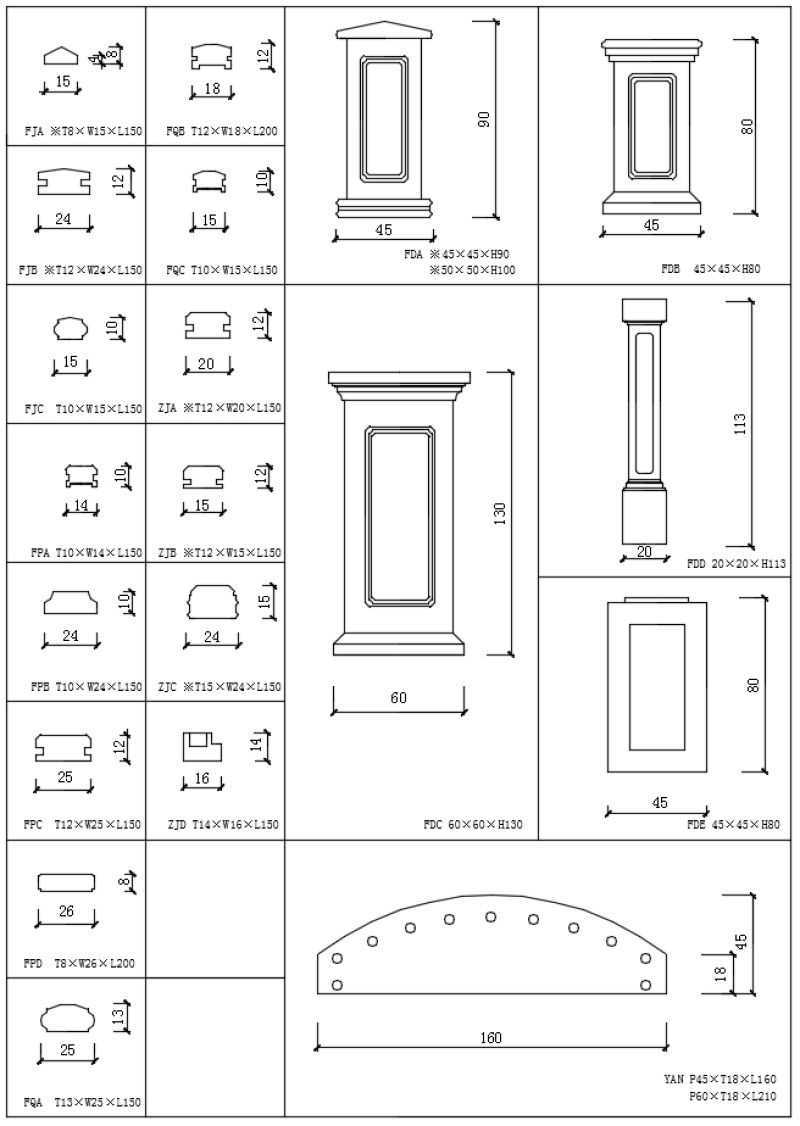 4
8
15
FJA ※T8×W15×L150
12
18
FQB T12×W18×L200
12
24
FJB ※T12×W24×L150
10
15
FQC T10×W15×L150
90
45
FDA ※45×45×H90
※50×50×H100
80
45
FDB 45×45×H80
10
15
FJC T10×W15×L150
12
20
ZJA ※T12×W20×L150
10
14
FPA T10×W14×L150
12
15
ZJB ※T12×W15×L150
10
24
FPB T10×W24×L150
15
24
ZJC ※T15×W24×L150
12
25
FPC T12×W25×L150
14
16
ZJD T14×W16×L150
130
60
FDC 60×60×H130
113
20
FDD 20×20×H113
80
45
FDE 45×45×H80
8
26
FPD T8×W26×L200
13
25
FQA T13×W25×L150
45
18
160
YAN P45×T18×L160
P60×T18×L210